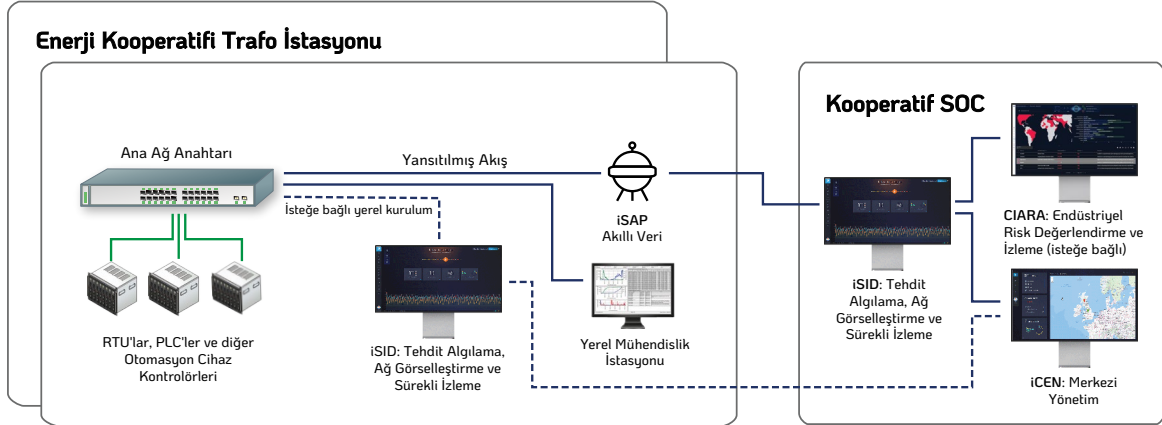 Enerji Kooperatifi Trafo İstasyonu
Ana Ağ Anahtarı
Yansıtılmış Akış
İsteğe bağlı yerel kurulum
iSAP
Akıllı Veri
RTU'lar, PLC'ler ve diğer
Otomasyon Cihaz
Kontrolörleri
iSID: Tehdit Algılama,
Ağ Görselleştirme ve
Sürekli İzleme
Yerel Mühendislik
İstasyonu
Kooperatif SOC
iSID: Tehdit
Algılama, Ağ
Görselleştirme ve
Sürekli İzleme
CIARA: Endüstriyel
Risk Değerlendirme ve
İzleme (isteğe bağlı)
iCEN: Merkezi
Yönetim